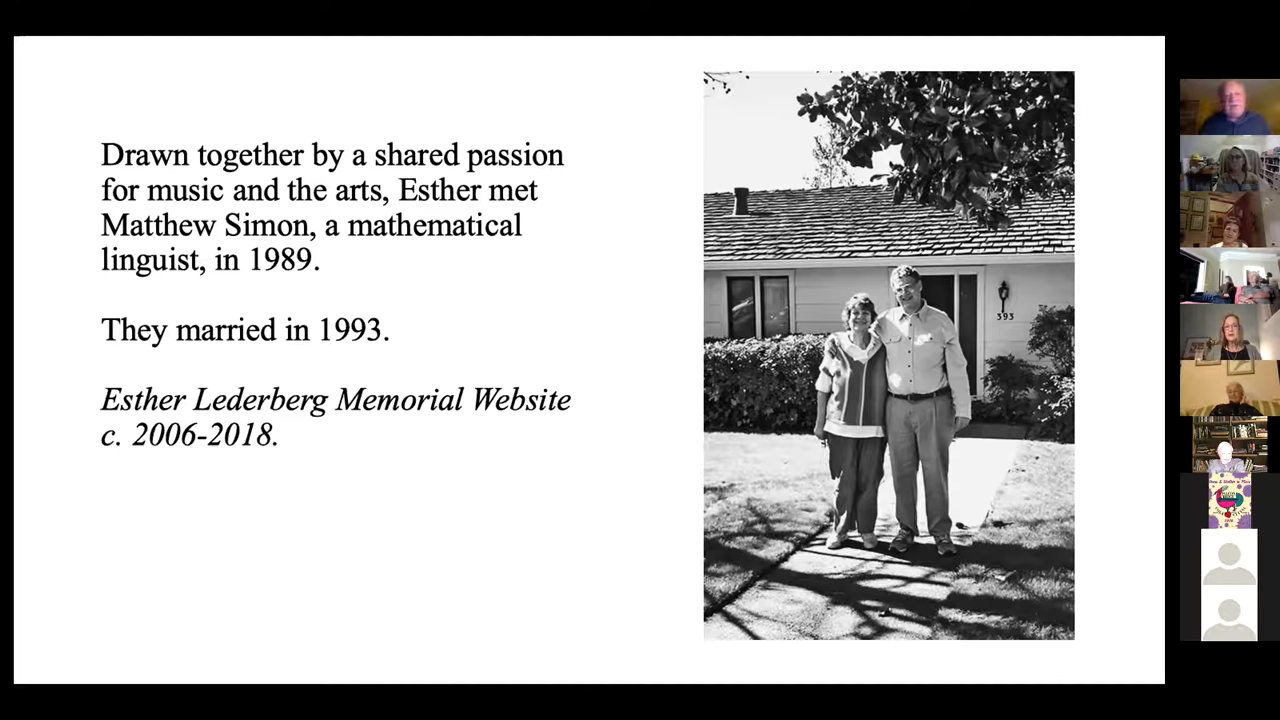 Drawn together by a shared passion
for music and the arts, Esther met
Matthew Simon, a mathematical
linguist, in 1989.
They married in 1993.
Esther Lederberg Memorial Website
c. 2006-2018.
393